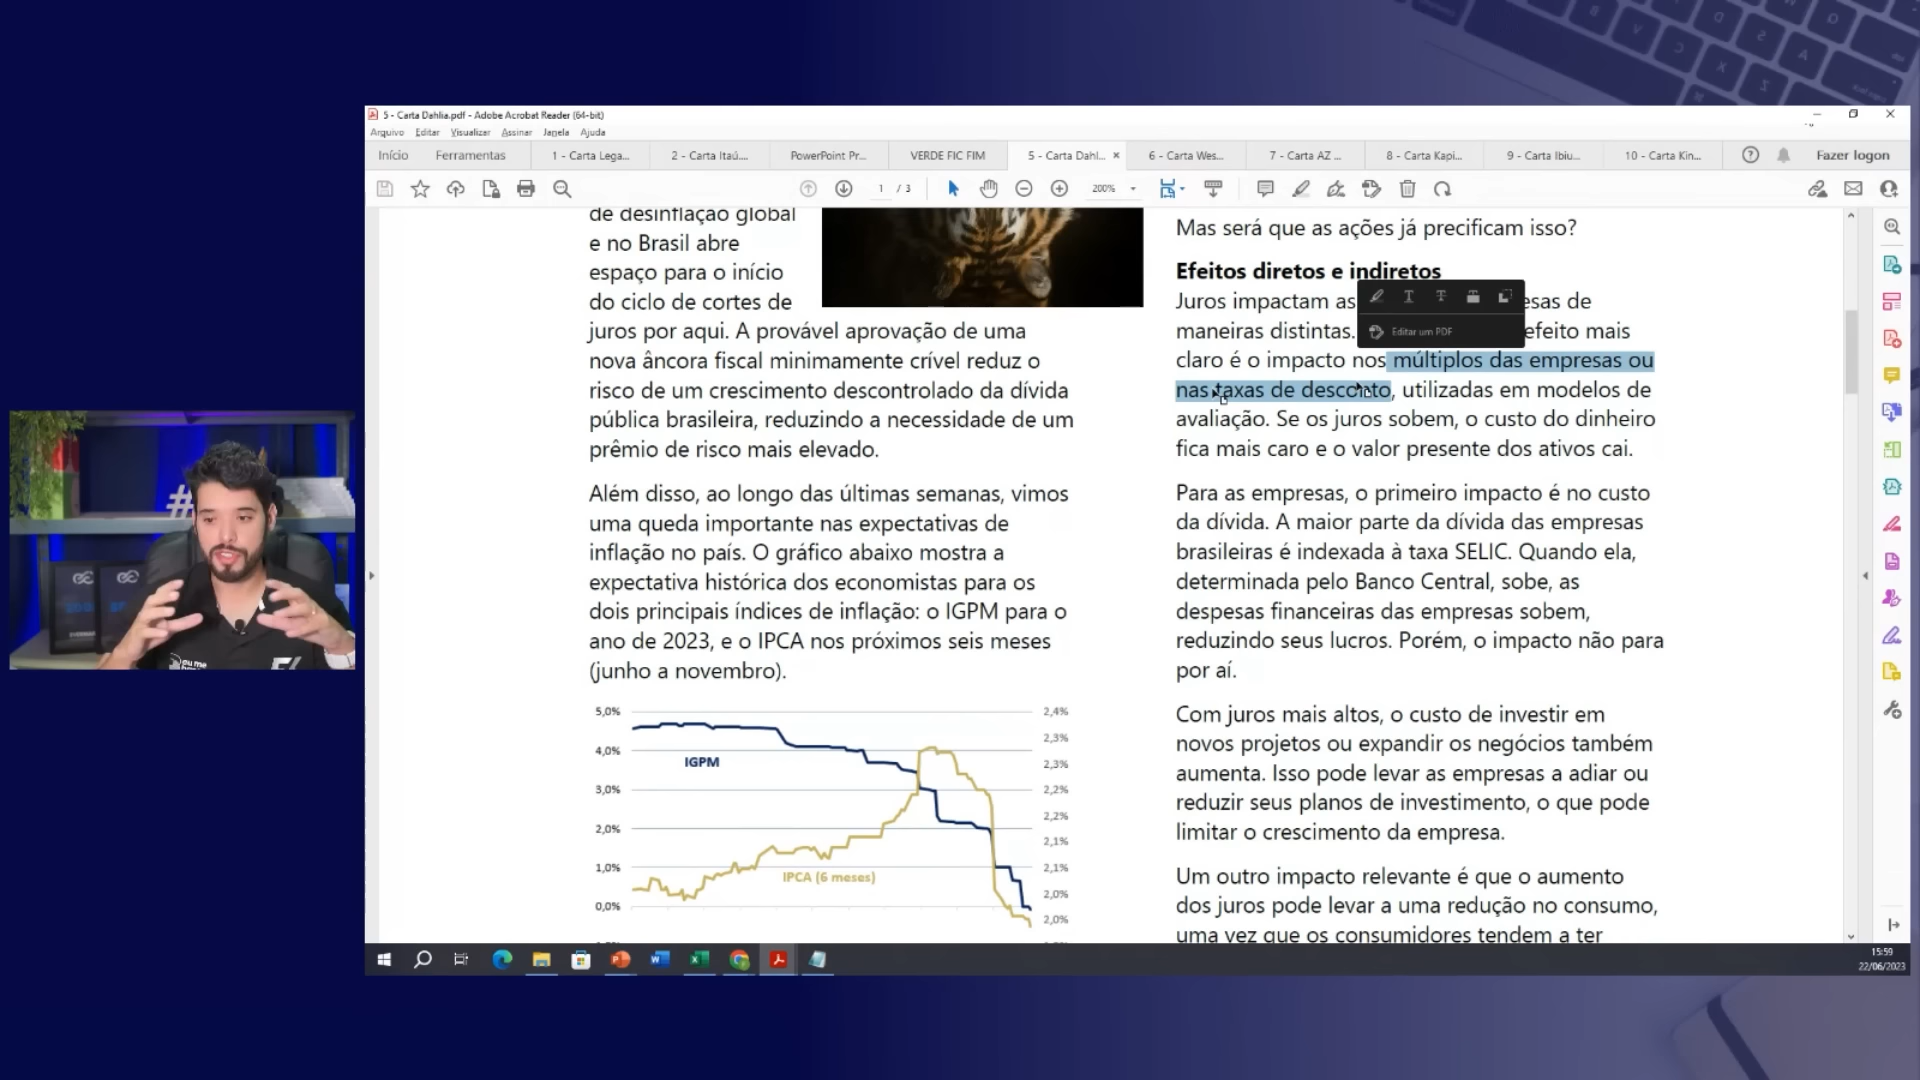 5 - Carta Dahlia.pdf - Adobe Acrobat Reader (64-bit)
Arquivo Editar Visualizar Assinar Janela Ajuda
Início Ferramentas 1 - Carta Lega... 2 - Carta Itaú.... PowerPoint Pr... VERDE FIC FIM 5 - Carta Dahl... 6 - Carta Wes... 7 - Carta AZ ... 8 - Carta Kapi... 9 - Carta Ibiu... 10 - Carta Kin... Fazer logon
1 / 3 200%
de desinflação global
e no Brasil abre
espaço para o início
do ciclo de cortes de
juros por aqui. A provável aprovação de uma
nova âncora fiscal minimamente crível reduz o
risco de um crescimento descontrolado da dívida
pública brasileira, reduzindo a necessidade de um
prêmio de risco mais elevado.
Além disso, ao longo das últimas semanas, vimos
uma queda importante nas expectativas de
inflação no país. O gráfico abaixo mostra a
expectativa histórica dos economistas para os
dois principais índices de inflação: o IGPM para o
ano de 2023, e o IPCA nos próximos seis meses
(junho a novembro).
5,0% 2,4%
2,3%
4,0% 2,3%
IGPM
3,0% 2,2%
2,2%
2,0% 2,1%
1,0% 2,1%
IPCA (6 meses)
0,0% 2,0%
2,0%
Mas será que as ações já precificam isso?
Efeitos diretos e indiretos
Juros impactam as esas de
maneiras distintas. efeito mais
Editar um PDF
claro é o impacto nos múltiplos das empresas ou
nas taxas de desconto, utilizadas em modelos de
avaliação. Se os juros sobem, o custo do dinheiro
fica mais caro e o valor presente dos ativos cai.
Para as empresas, o primeiro impacto é no custo
da dívida. A maior parte da dívida das empresas
brasileiras é indexada à taxa SELIC. Quando ela,
determinada pelo Banco Central, sobe, as
despesas financeiras das empresas sobem,
reduzindo seus lucros. Porém, o impacto não para
por aí.
Com juros mais altos, o custo de investir em
novos projetos ou expandir os negócios também
aumenta. Isso pode levar as empresas a adiar ou
reduzir seus planos de investimento, o que pode
limitar o crescimento da empresa.
Um outro impacto relevante é que o aumento
dos juros pode levar a uma redução no consumo,
uma vez que os consumidores tendem a ter
15:59
22/06/2023